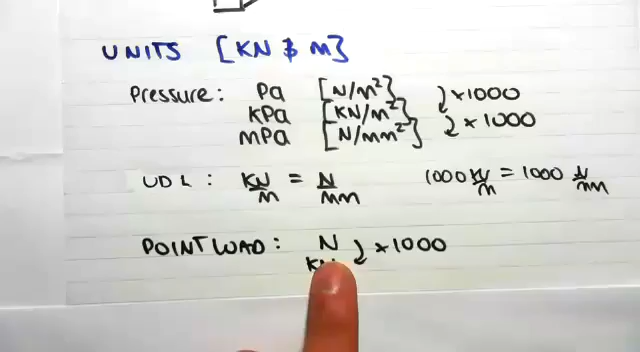 UNITS [KN & M]
Pressure: Pa [N/m²] ×1000
kPa [KN/m²] ×1000
mPa [N/mm²]
UDL: KN/M = N/MM 1000 KN/M = 1000 N/MM
POINT LOAD: N ×1000
KN